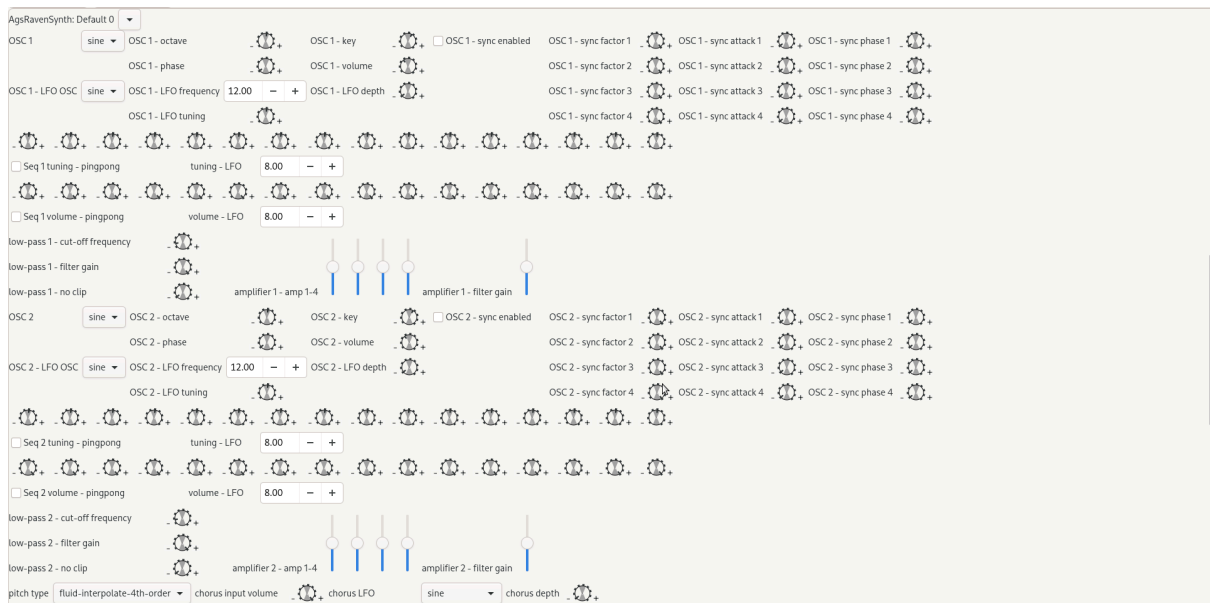 AgsRavenSynth: Default 0
OSC 1 sine OSC 1 - octave - + OSC 1 - key - + OSC 1 - sync enabled OSC 1 - sync factor 1 - + OSC 1 - sync attack 1 - + OSC 1 - sync phase 1 - +
OSC 1 - phase - + OSC 1 - volume - + OSC 1 - sync factor 2 - + OSC 1 - sync attack 2 - + OSC 1 - sync phase 2 - +
OSC 1 - LFO OSC sine OSC 1 - LFO frequency 12.00 - + OSC 1 - LFO depth - + OSC 1 - sync factor 3 - + OSC 1 - sync attack 3 - + OSC 1 - sync phase 3 - +
OSC 1 - LFO tuning - + OSC 1 - sync factor 4 - + OSC 1 - sync attack 4 - + OSC 1 - sync phase 4 - +
- + - + - + - + - + - + - + - + - + - + - + - + - + - + - + - +
Seq 1 tuning - pingpong tuning - LFO 8.00 - +
- + - + - + - + - + - + - + - + - + - + - + - + - + - + - + - +
Seq 1 volume - pingpong volume - LFO 8.00 - +
low-pass 1 - cut-off frequency - +
low-pass 1 - filter gain - +
low-pass 1 - no clip - + amplifier 1 - amp 1-4 amplifier 1 - filter gain
OSC 2 sine OSC 2 - octave - + OSC 2 - key - + OSC 2 - sync enabled OSC 2 - sync factor 1 - + OSC 2 - sync attack 1 - + OSC 2 - sync phase 1 - +
OSC 2 - phase - + OSC 2 - volume - + OSC 2 - sync factor 2 - + OSC 2 - sync attack 2 - + OSC 2 - sync phase 2 - +
OSC 2 - LFO OSC sine OSC 2 - LFO frequency 12.00 - + OSC 2 - LFO depth - + OSC 2 - sync factor 3 - + OSC 2 - sync attack 3 - + OSC 2 - sync phase 3 - +
OSC 2 - LFO tuning - + OSC 2 - sync factor 4 - + OSC 2 - sync attack 4 - + OSC 2 - sync phase 4 - +
- + - + - + - + - + - + - + - + - + - + - + - + - + - + - + - +
Seq 2 tuning - pingpong tuning - LFO 8.00 - +
- + - + - + - + - + - + - + - + - + - + - + - + - + - + - + - +
Seq 2 volume - pingpong volume - LFO 8.00 - +
low-pass 2 - cut-off frequency - +
low-pass 2 - filter gain - +
low-pass 2 - no clip - + amplifier 2 - amp 1-4 amplifier 2 - filter gain
pitch type fluid-interpolate-4th-order chorus input volume - + chorus LFO sine chorus depth - +